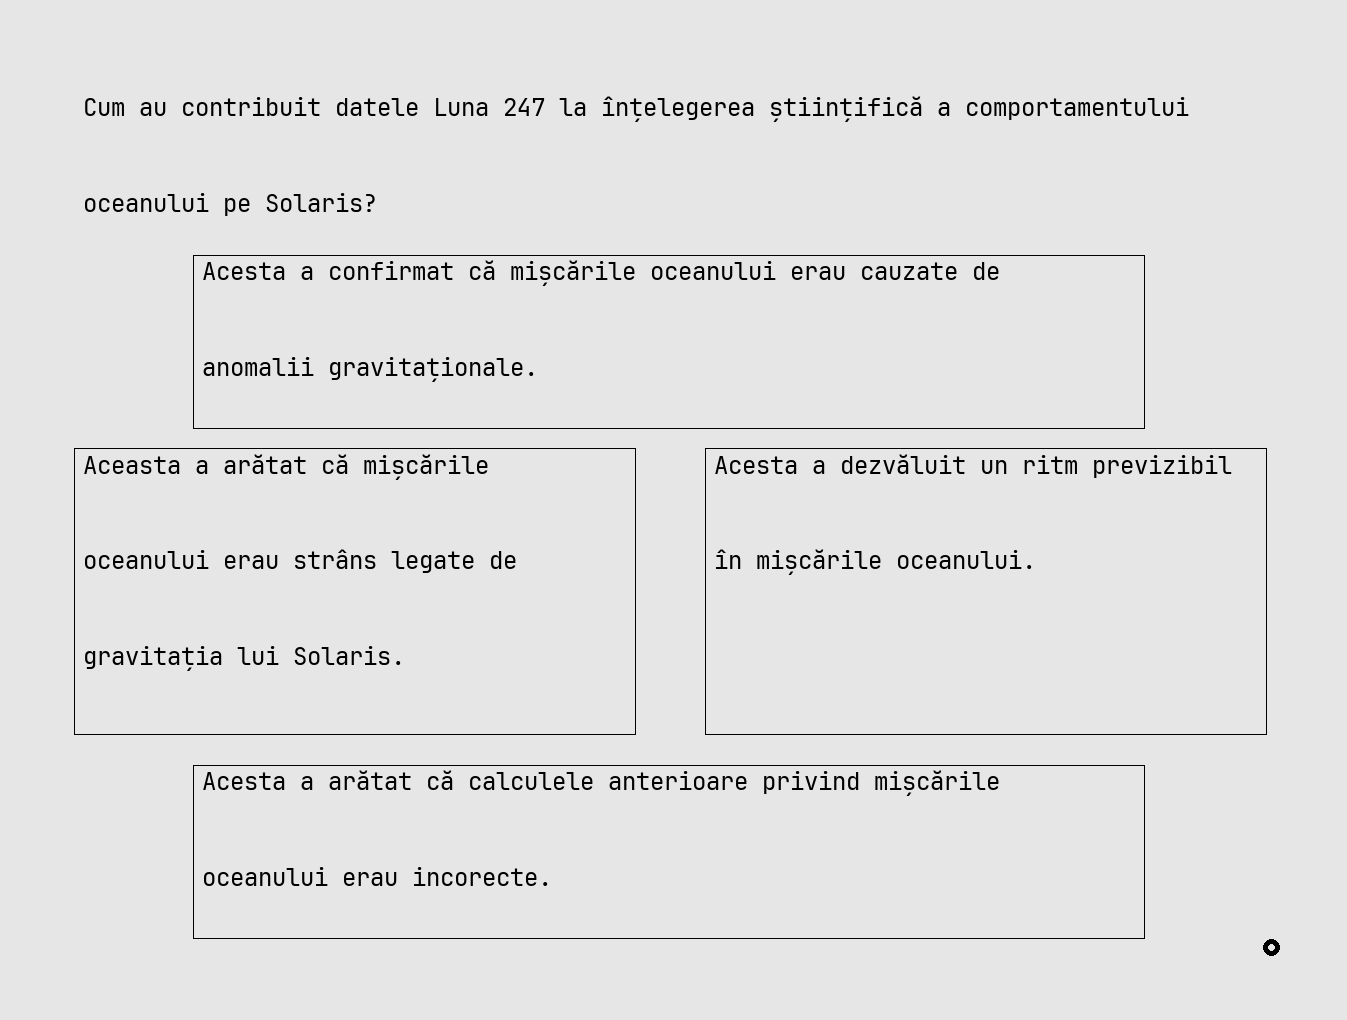 Cum au contribuit datele Luna 247 la înțelegerea științifică a comportamentului
oceanului pe Solaris?
Acesta a confirmat că mișcările oceanului erau cauzate de
anomalii gravitaționale.
Aceasta a arătat că mișcările
oceanului erau strâns legate de
gravitația lui Solaris.
Acesta a dezvăluit un ritm previzibil
în mișcările oceanului.
Acesta a arătat că calculele anterioare privind mișcările
oceanului erau incorecte.